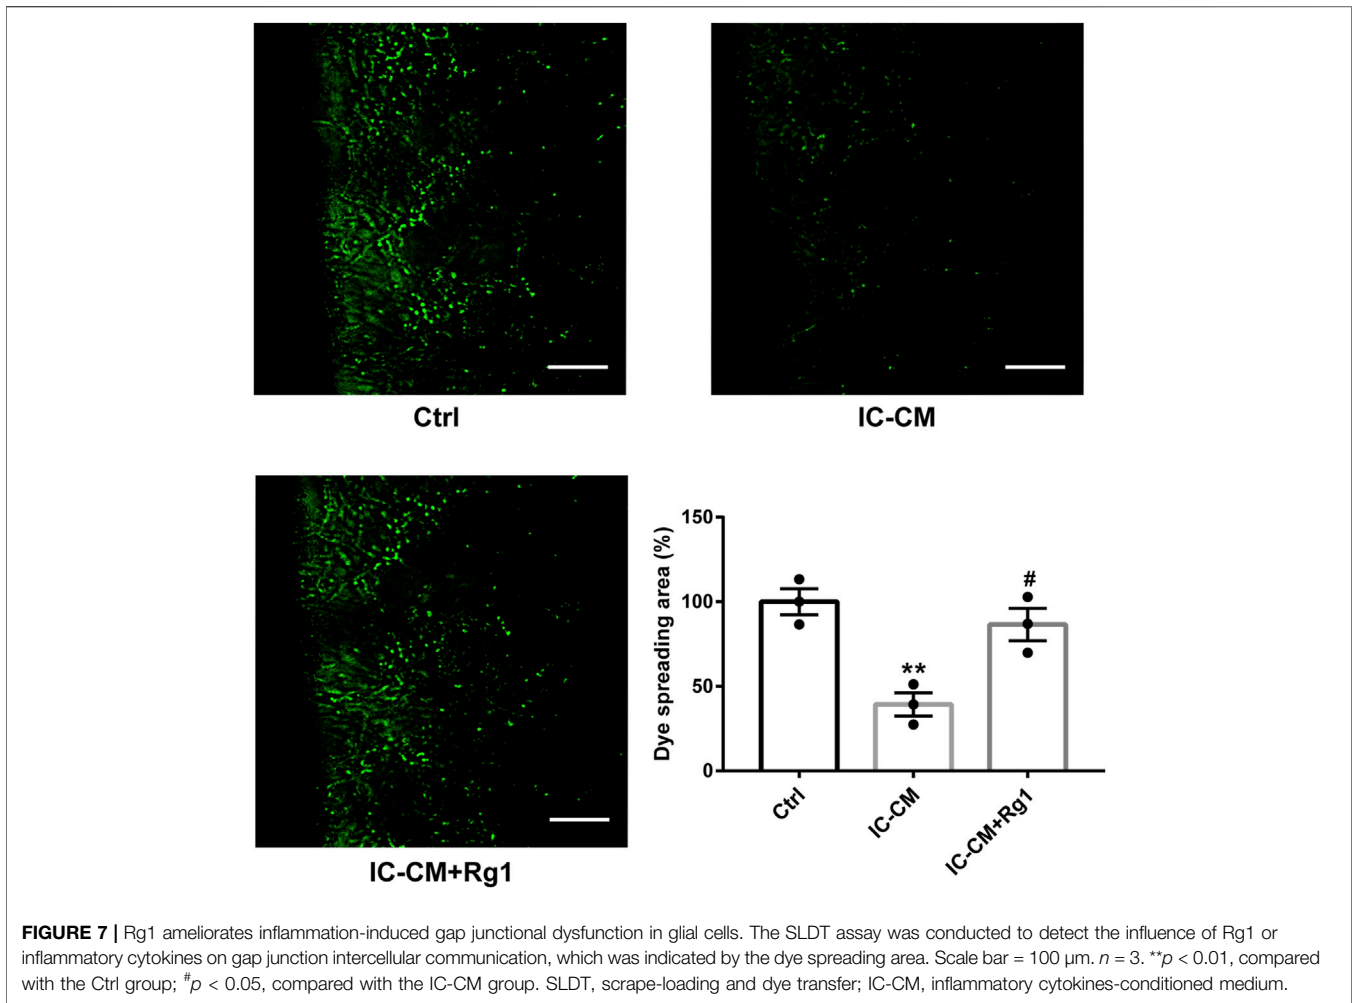 Ctrl
IC-CM
IC-CM+Rg1
Dye spreading area (%)
150
100
50
0
**
#
Ctrl
IC-CM
IC-CM+Rg1
FIGURE 7 | Rg1 ameliorates inflammation-induced gap junctional dysfunction in glial cells. The SLDT assay was conducted to detect the influence of Rg1 or
inflammatory cytokines on gap junction intercellular communication, which was indicated by the dye spreading area. Scale bar = 100 μm. n = 3. **p < 0.01, compared
with the Ctrl group; #p < 0.05, compared with the IC-CM group. SLDT, scrape-loading and dye transfer; IC-CM, inflammatory cytokines-conditioned medium.